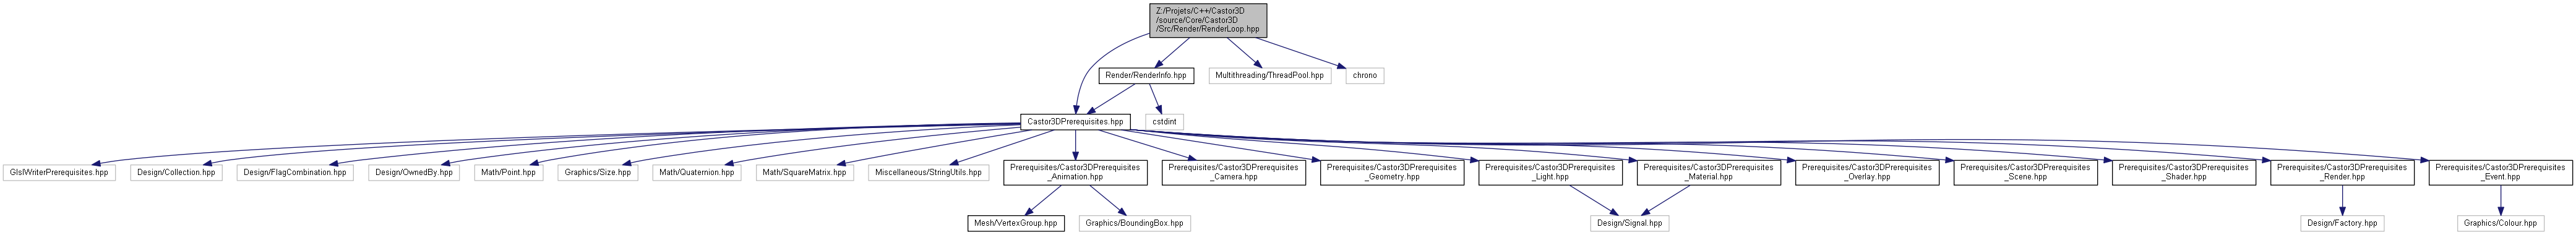 Z:/Projets/C++/Castor3D
/source/Core/Castor3D
/Src/Render/RenderLoop.hpp
Render/RenderInfo.hpp
Multithreading/ThreadPool.hpp
chrono
Castor3DPrerequisites.hpp
cstdint
GlslWriterPrerequisites.hpp
Design/Collection.hpp
Design/FlagCombination.hpp
Design/OwnedBy.hpp
Math/Point.hpp
Graphics/Size.hpp
Math/Quaternion.hpp
Math/SquareMatrix.hpp
Miscellaneous/StringUtils.hpp
Prerequisites/Castor3DPrerequisites
_Animation.hpp
Prerequisites/Castor3DPrerequisites
_Camera.hpp
Prerequisites/Castor3DPrerequisites
_Geometry.hpp
Prerequisites/Castor3DPrerequisites
_Light.hpp
Prerequisites/Castor3DPrerequisites
_Material.hpp
Prerequisites/Castor3DPrerequisites
_Overlay.hpp
Prerequisites/Castor3DPrerequisites
_Scene.hpp
Prerequisites/Castor3DPrerequisites
_Shader.hpp
Prerequisites/Castor3DPrerequisites
_Render.hpp
Prerequisites/Castor3DPrerequisites
_Event.hpp
Mesh/VertexGroup.hpp
Graphics/BoundingBox.hpp
Design/Signal.hpp
Design/Factory.hpp
Graphics/Colour.hpp